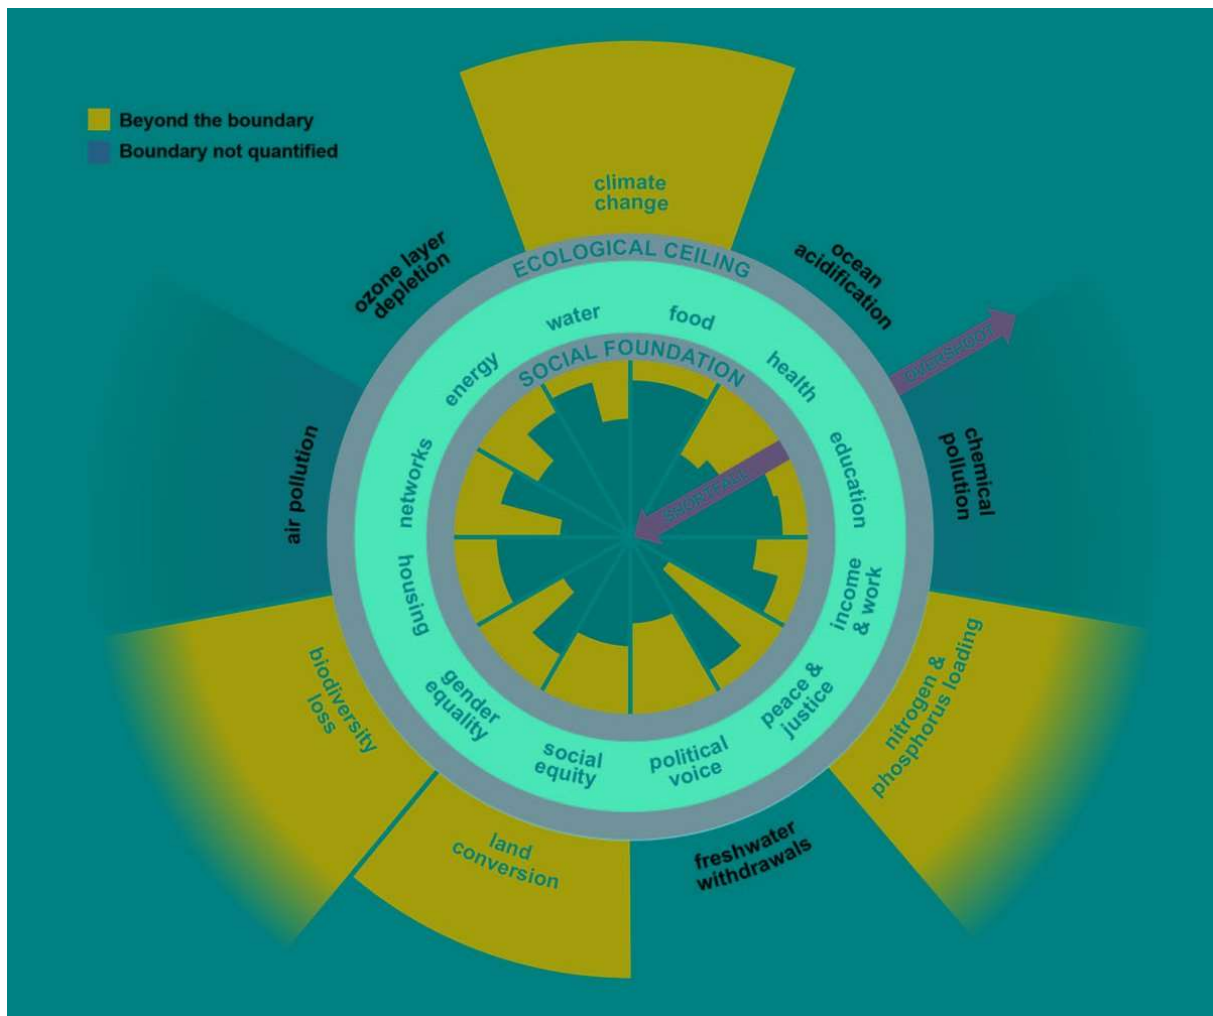 Beyond the boundary
Boundary not quantified
climate
change
ozone layer
depletion
ocean
acidification
ECOLOGICAL CEILING
OVERSHOOT
water
food
SOCIAL FOUNDATION
energy
health
networks
education
SHORTFALL
air pollution
chemical
pollution
housing
income
& work
gender
equality
peace &
justice
social
equity
political
voice
biodiversity
loss
nitrogen &
phosphorus loading
land
conversion
freshwater
withdrawals